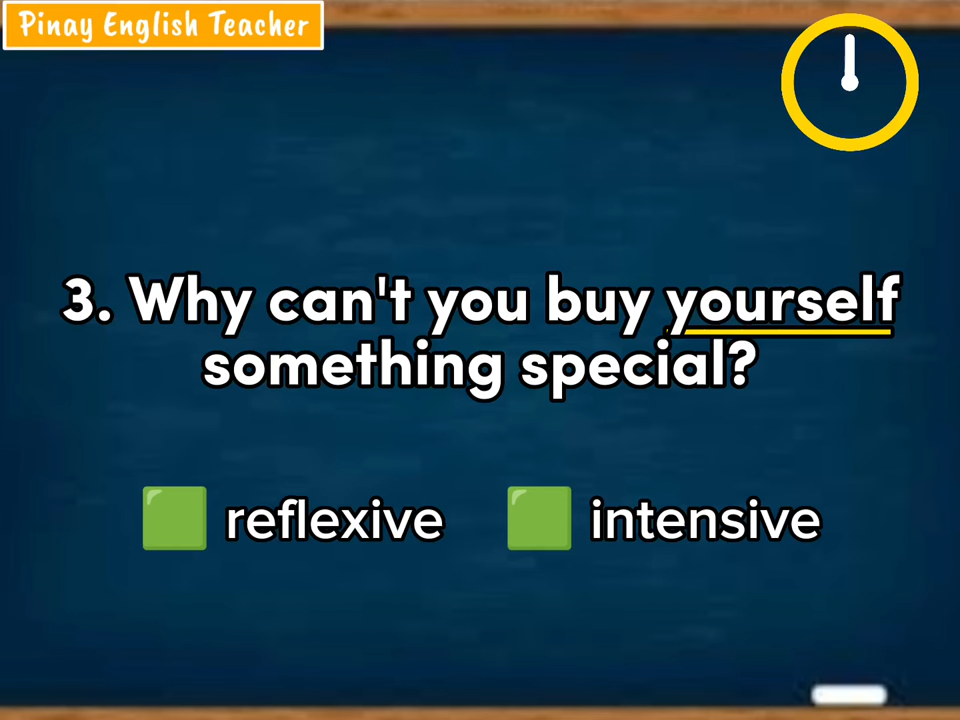 Pinay English Teacher
3. Why can't you buy yourself
something special?
reflexive intensive